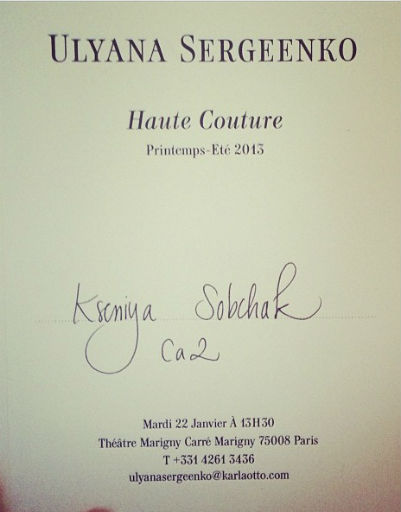 ULYANA SERGEENKO
Haute Couture
Printemps-Eté 2013
Kseniya Sobchak
Ca2
Mardi 22 Janvier À 13H30
Théâtre Marigny Carré Marigny 75008 Paris
T +331 4261 3436
ulyanasergeenko@karlaotto.com